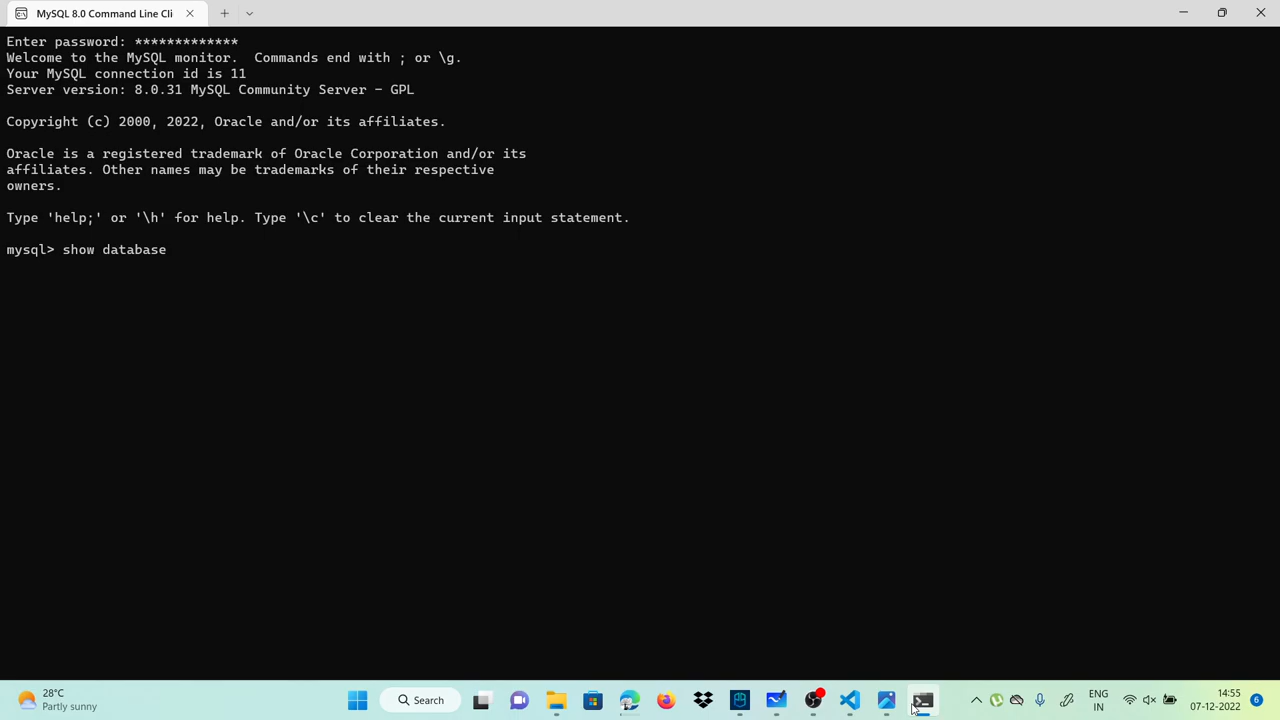 MySQL 8.0 Command Line Cli
Enter password: *************
Welcome to the MySQL monitor.  Commands end with ; or \g.
Your MySQL connection id is 11
Server version: 8.0.31 MySQL Community Server - GPL
Copyright (c) 2000, 2022, Oracle and/or its affiliates.
Oracle is a registered trademark of Oracle Corporation and/or its
affiliates. Other names may be trademarks of their respective
owners.
Type 'help;' or '\h' for help. Type '\c' to clear the current input statement.
mysql> show database
28°C
Partly sunny
Search
ENG
IN
14:55
07-12-2022
6